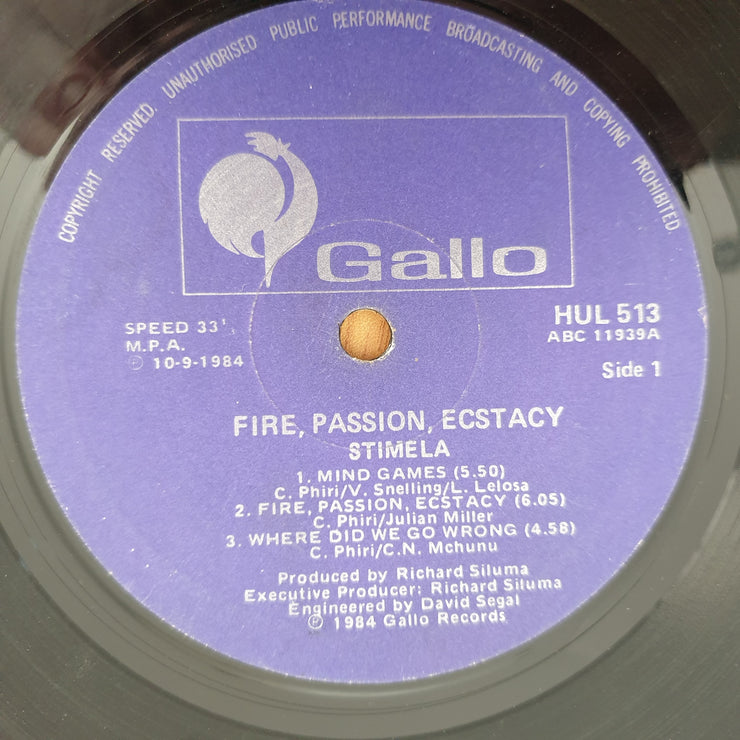 COPYRIGHT RESERVED. UNAUTHORISED PUBLIC PERFORMANCE BROADCASTING AND COPYING PROHIBITED.
Gallo
SPEED 33⅓
M.P.A.
℗ 10-9-1984
HUL 513
ABC 11939A
Side 1
FIRE, PASSION, ECSTACY
STIMELA
1. MIND GAMES (5.50)
C. Phiri/V. Snelling/L. Lelosa
2. FIRE, PASSION, ECSTACY (6.05)
C. Phiri/Julian Miller
3. WHERE DID WE GO WRONG (4.58)
C. Phiri/C.N. Mchunu
Produced by Richard Siluma
Executive Producer: Richard Siluma
Engineered by David Segal
℗ 1984 Gallo Records